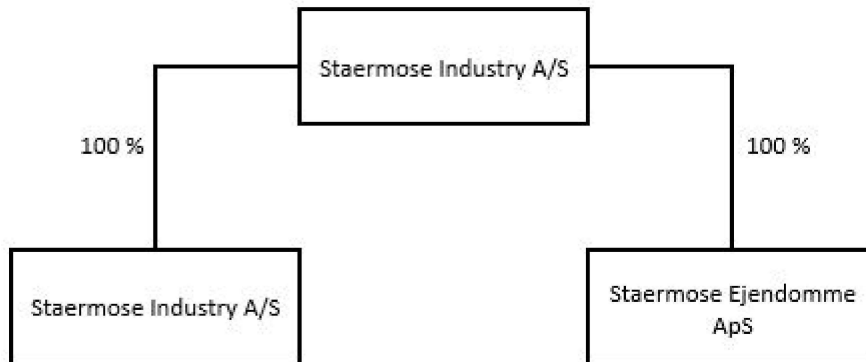 Staermose Industry A/S
100 %
100 %
Staermose Industry A/S
Staermose Ejendomme
ApS